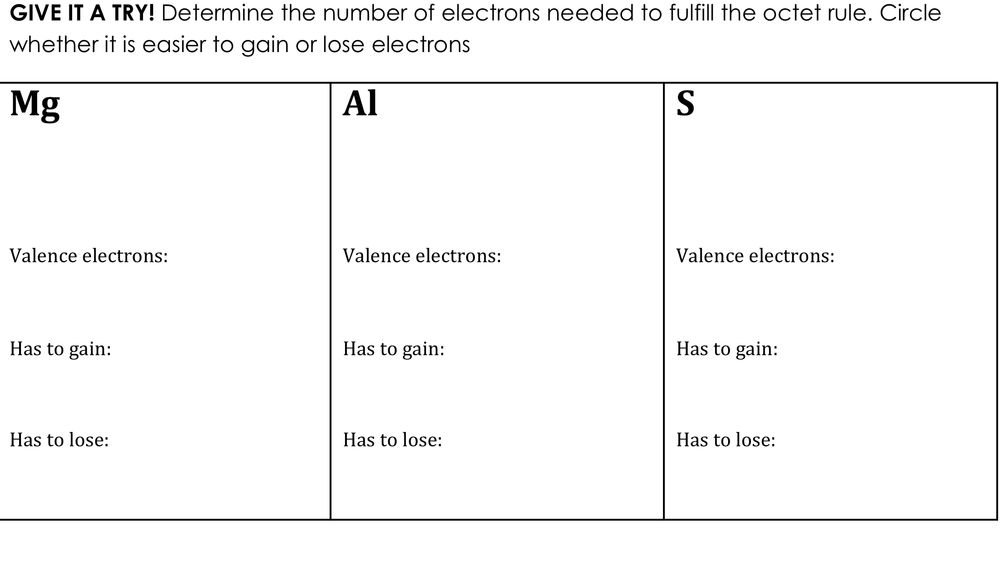 GIVE IT A TRY! Determine the number of electrons needed to fulfill the octet rule. Circle
whether it is easier to gain or lose electrons
Mg
Valence electrons:
Has to gain:
Has to lose:
Al
Valence electrons:
Has to gain:
Has to lose:
S
Valence electrons:
Has to gain:
Has to lose: